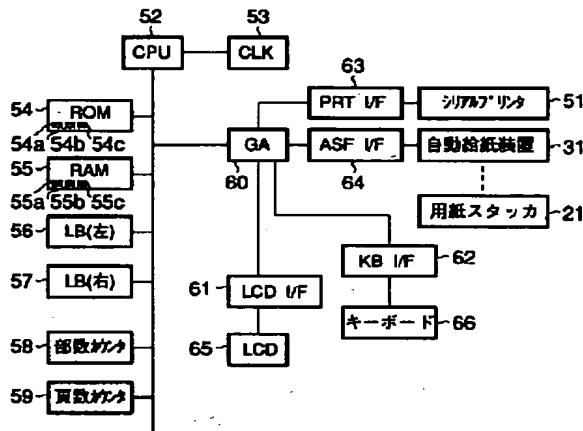 52 53
CPU CLK
63
54 ROM PRT I/F シリアルプリンタ 51
54a 54b 54c GA ASF I/F 自動給紙装置 31
55 RAM 60 64
55a 55b 55c 用紙スタッカ 21
56 LB(左)
KB I/F 62
57 LB(右) 61 LCD I/F
キーボード 66
58 部数カウンタ 65 LCD
59 頁数カウンタ